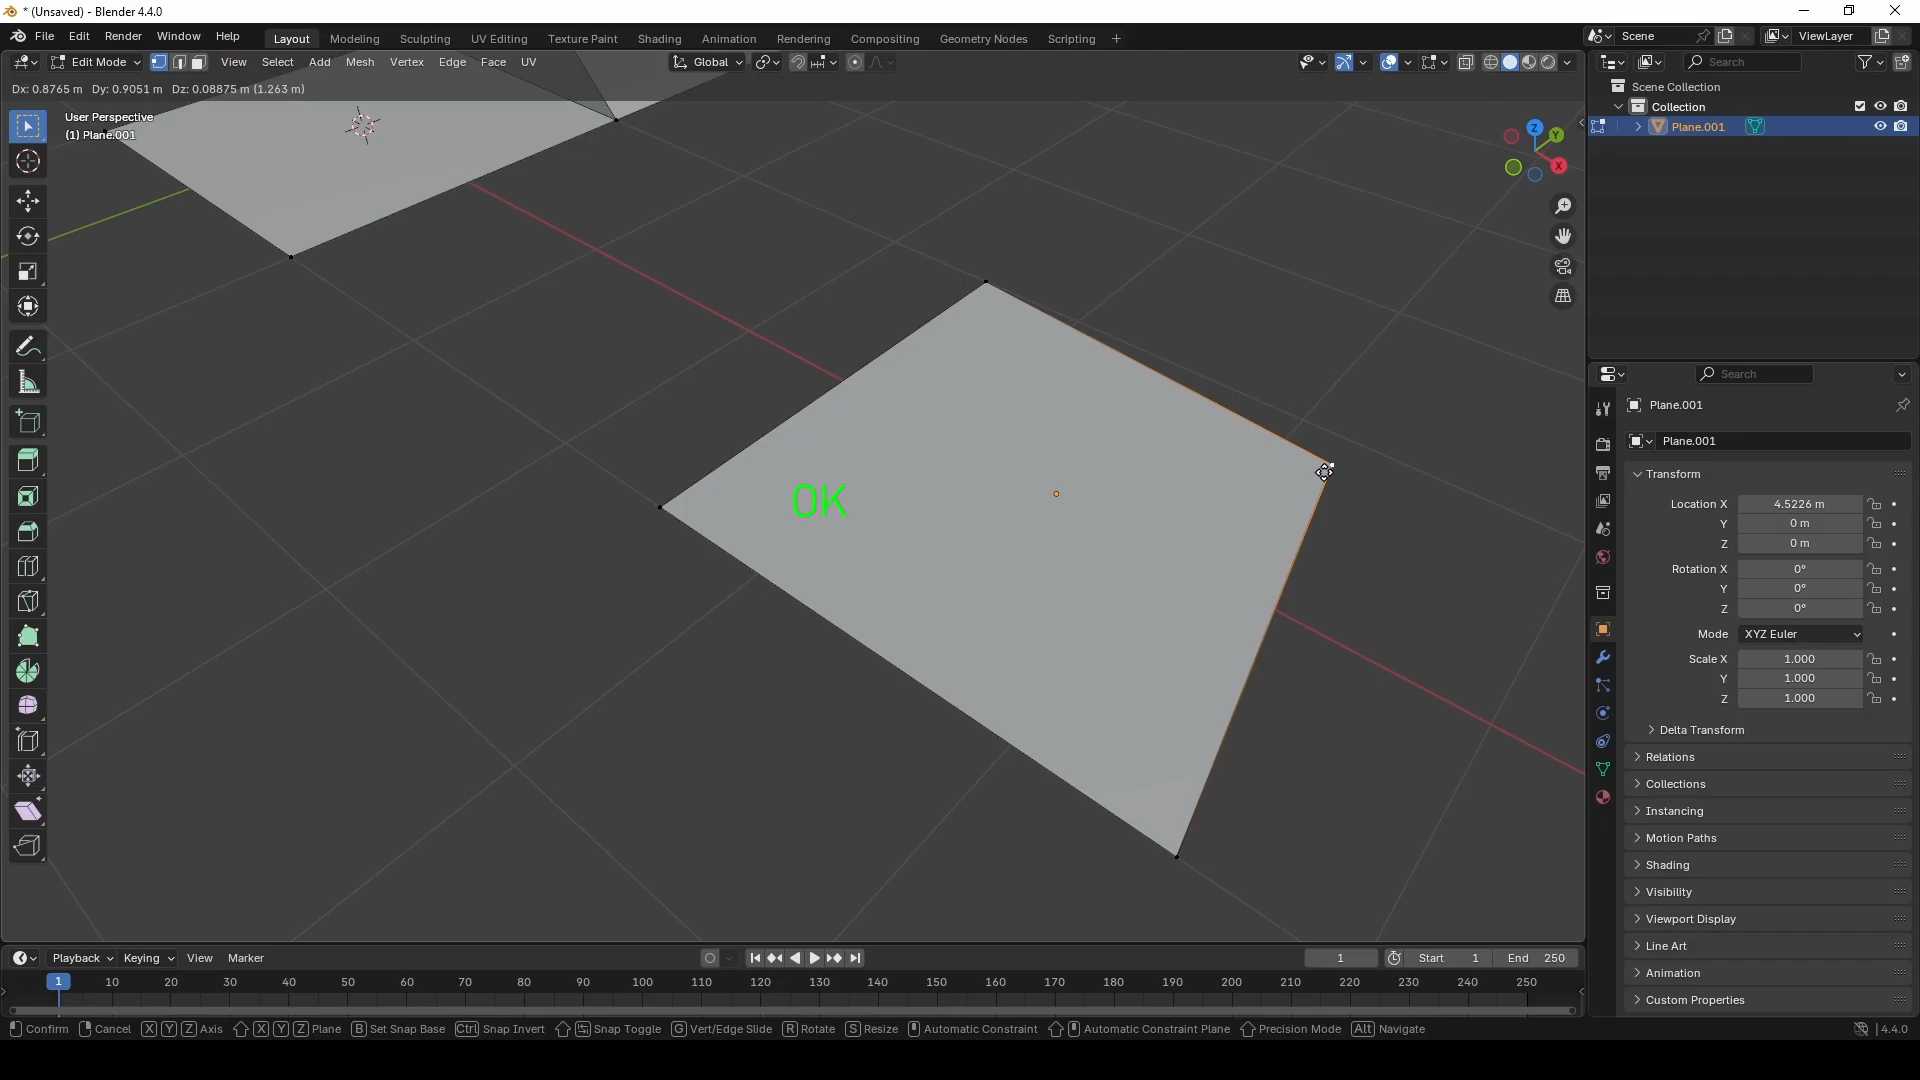 * (Unsaved) - Blender 4.4.0
File Edit Render Window Help Layout Modeling Sculpting UV Editing Texture Paint Shading Animation Rendering Compositing Geometry Nodes Scripting + Scene ViewLayer
Edit Mode View Select Add Mesh Vertex Edge Face UV Global Search
Dx: 0.8765 m Dy: 0.9051 m Dz: 0.08875 m (1.263 m) Scene Collection
User Perspective Collection
(1) Plane.001 Plane.001
Z Y X
Search
Plane.001
Plane.001
Transform
OK
Location X 4.5226 m
Y 0 m
Z 0 m
Rotation X 0°
Y 0°
Z 0°
Mode XYZ Euler
Scale X 1.000
Y 1.000
Z 1.000
Delta Transform
Relations
Collections
Instancing
Motion Paths
Shading
Visibility
Viewport Display
Line Art
Animation
Custom Properties
Playback Keying View Marker 1 Start 1 End 250
1 10 20 30 40 50 60 70 80 90 100 110 120 130 140 150 160 170 180 190 200 210 220 230 240 250
Confirm Cancel X Y Z Axis X Y Z Plane B Set Snap Base Ctrl Snap Invert Snap Toggle G Vert/Edge Slide R Rotate S Resize Automatic Constraint Automatic Constraint Plane Precision Mode Alt Navigate 4.4.0